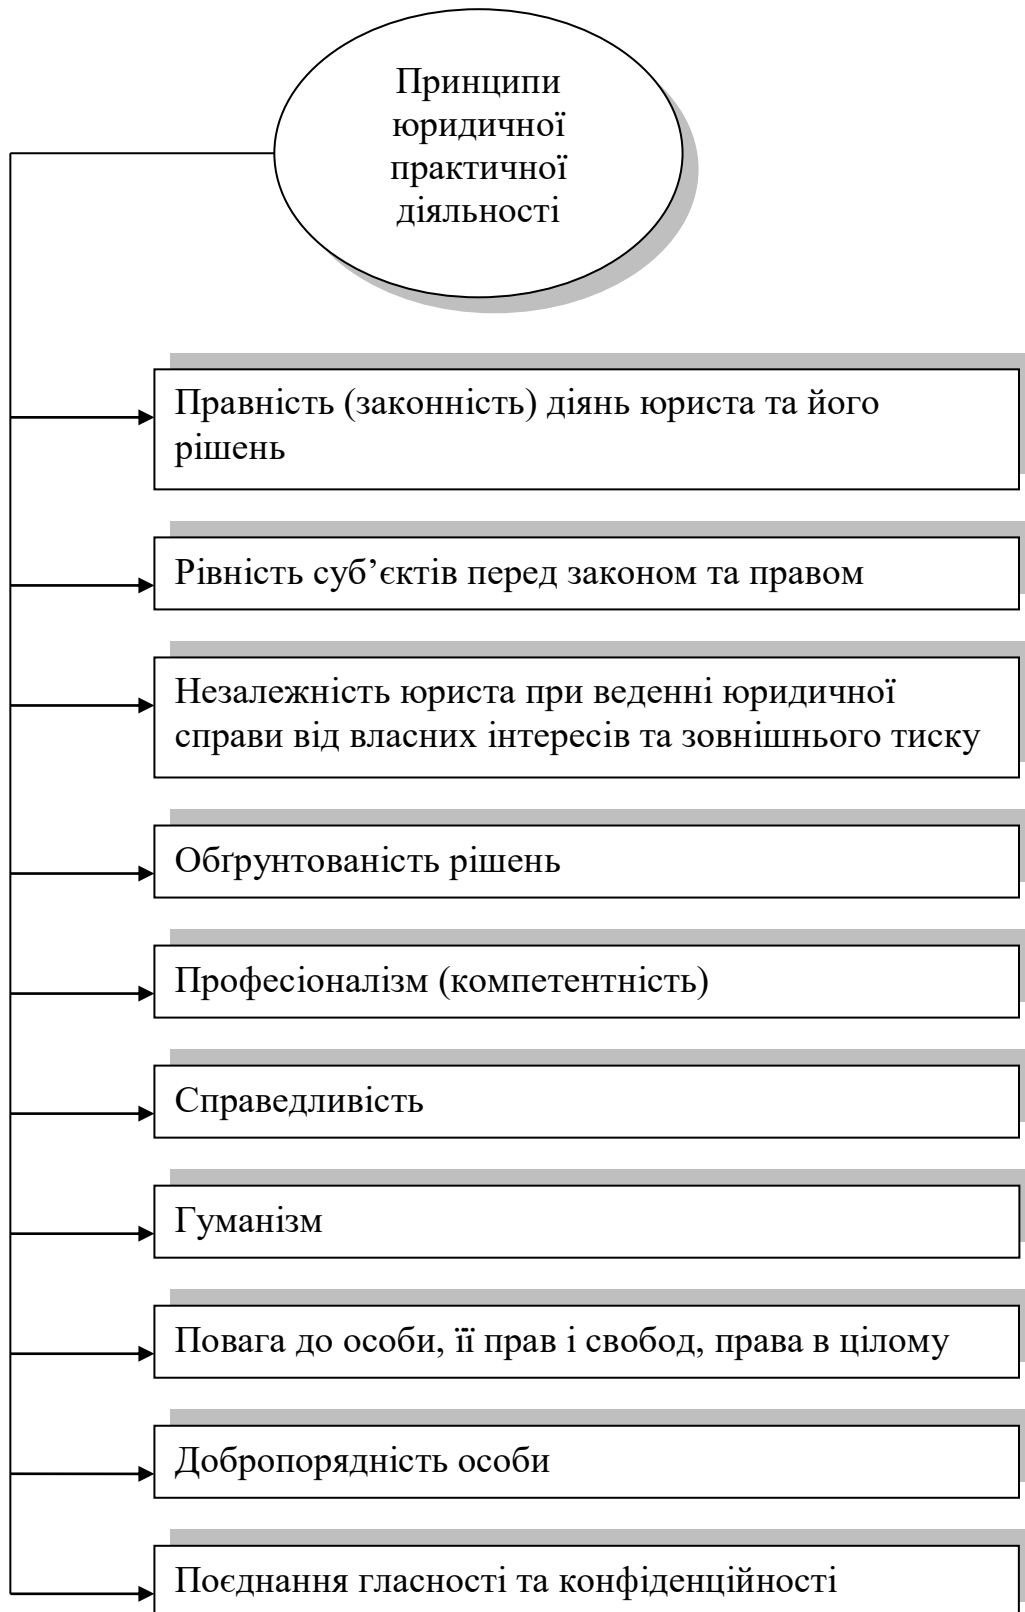 Принципи
юридичної
практичної
діяльності
Правність (законність) діянь юриста та його
рішень
Рівність суб’єктів перед законом та правом
Незалежність юриста при веденні юридичної
справи від власних інтересів та зовнішнього тиску
Обґрунтованість рішень
Професіоналізм (компетентність)
Справедливість
Гуманізм
Повага до особи, її прав і свобод, права в цілому
Добропорядність особи
Поєднання гласності та конфіденційності